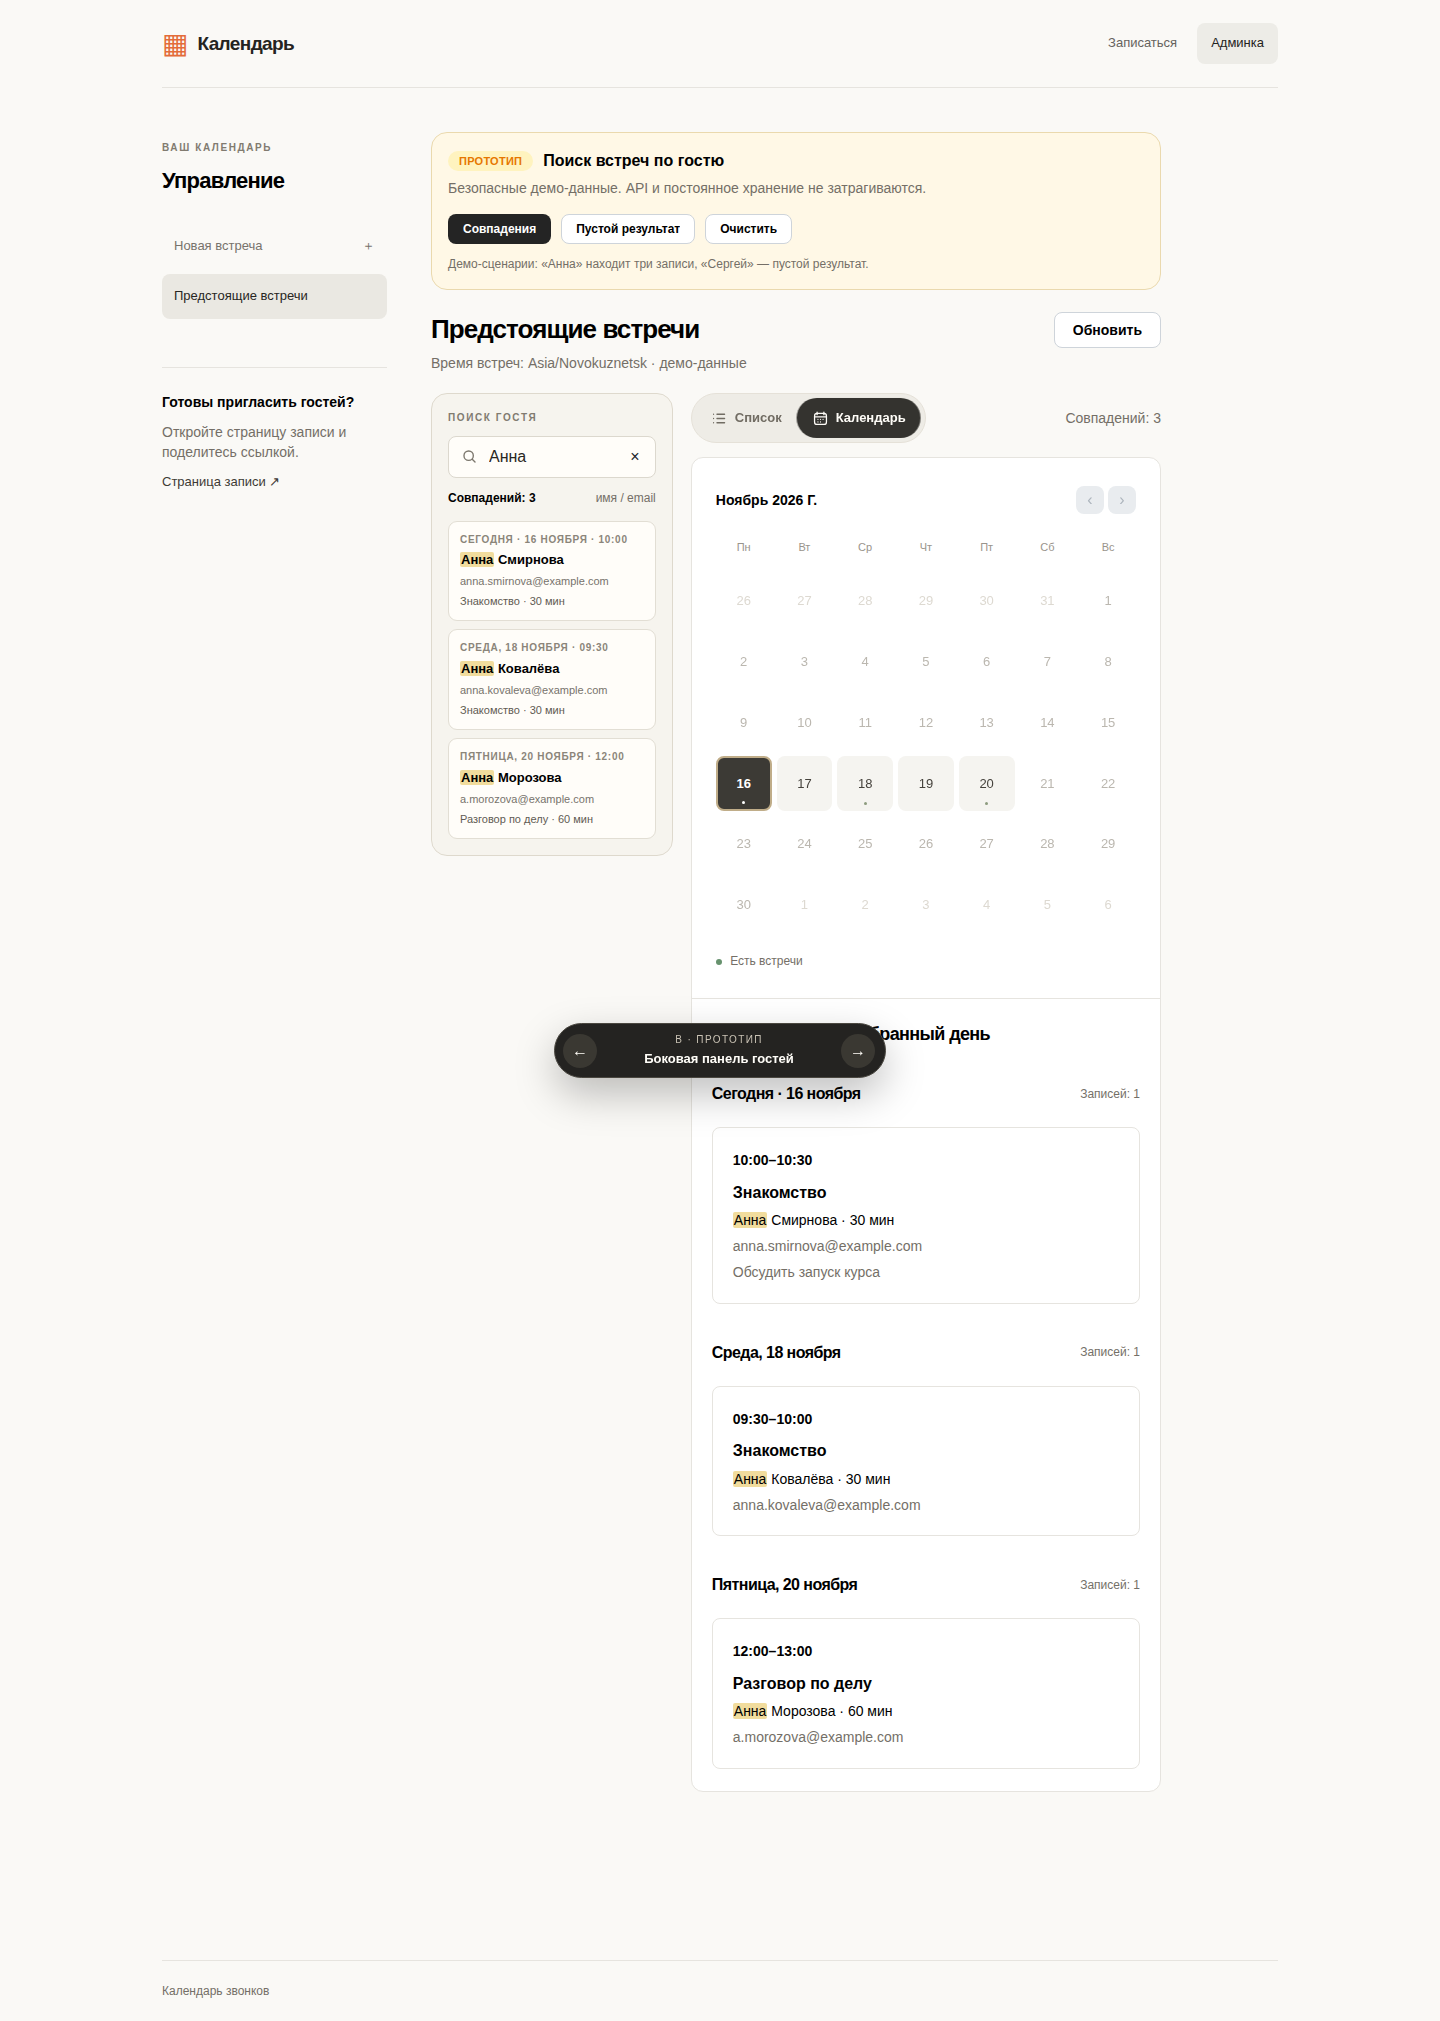 Календарь
Записаться
Админка
ВАШ КАЛЕНДАРЬ
Управление
Новая встреча +
Предстоящие встречи
Готовы пригласить гостей?
Откройте страницу записи и
поделитесь ссылкой.
Страница записи ↗
ПРОТОТИП Поиск встреч по гостю
Безопасные демо-данные. API и постоянное хранение не затрагиваются.
Совпадения Пустой результат Очистить
Демо-сценарии: «Анна» находит три записи, «Сергей» — пустой результат.
Предстоящие встречи
Обновить
Время встреч: Asia/Novokuznetsk · демо-данные
ПОИСК ГОСТЯ
Анна ×
Совпадений: 3 имя / email
СЕГОДНЯ · 16 НОЯБРЯ · 10:00
Анна Смирнова
anna.smirnova@example.com
Знакомство · 30 мин
СРЕДА, 18 НОЯБРЯ · 09:30
Анна Ковалёва
anna.kovaleva@example.com
Знакомство · 30 мин
ПЯТНИЦА, 20 НОЯБРЯ · 12:00
Анна Морозова
a.morozova@example.com
Разговор по делу · 60 мин
Список Календарь
Совпадений: 3
Ноябрь 2026 Г. ‹ ›
Пн Вт Ср Чт Пт Сб Вс
26 27 28 29 30 31 1
2 3 4 5 6 7 8
9 10 11 12 13 14 15
16 17 18 19 20 21 22
23 24 25 26 27 28 29
30 1 2 3 4 5 6
Есть встречи
день
← B · ПРОТОТИП →
Боковая панель гостей
Сегодня · 16 ноября Записей: 1
10:00–10:30
Знакомство
Анна Смирнова · 30 мин
anna.smirnova@example.com
Обсудить запуск курса
Среда, 18 ноября Записей: 1
09:30–10:00
Знакомство
Анна Ковалёва · 30 мин
anna.kovaleva@example.com
Пятница, 20 ноября Записей: 1
12:00–13:00
Разговор по делу
Анна Морозова · 60 мин
a.morozova@example.com
Календарь звонков